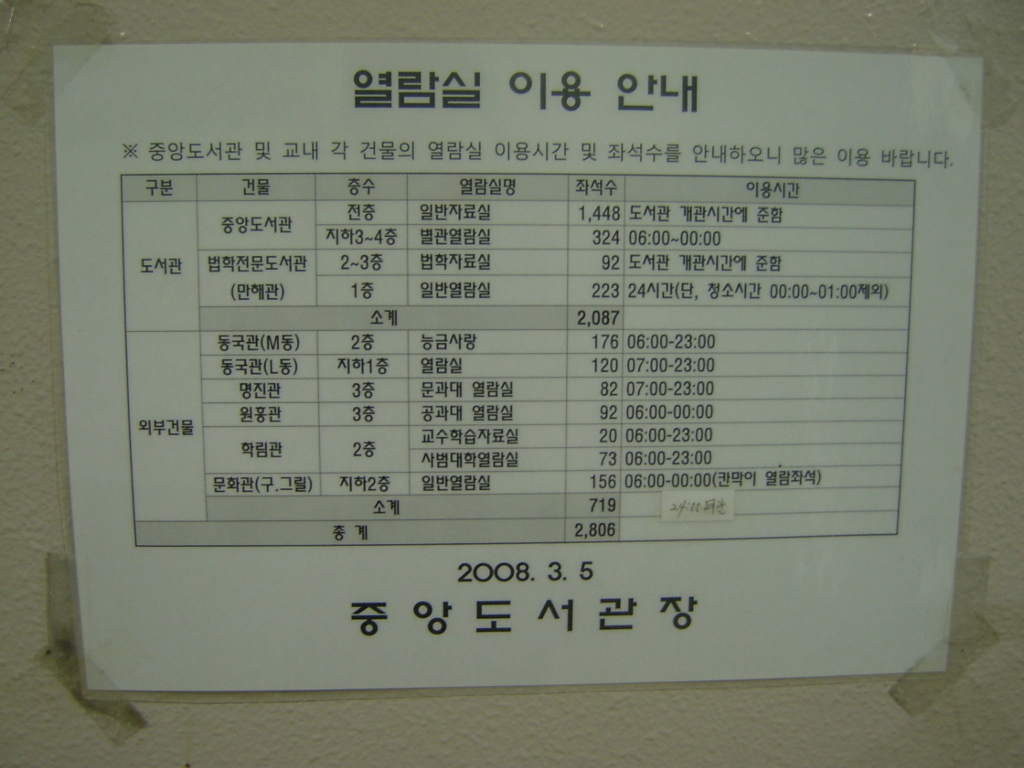 열람실 이용 안내
※ 중앙도서관 및 교내 각 건물의 열람실 이용시간 및 좌석수를 안내하오니 많은 이용 바랍니다.
구분 건물 층수 열람실명 좌석수 이용시간
도서관 중앙도서관 전층 일반자료실 1,448 도서관 개관시간에 준함
지하3~4층 별관열람실 324 06:00~00:00
법학전문도서관 (만해관) 2~3층 법학자료실 92 도서관 개관시간에 준함
1층 일반열람실 223 24시간(단, 청소시간 00:00~01:00제외)
소계 2,087
외부건물 동국관(M동) 2층 능금사랑 176 06:00-23:00
동국관(L동) 지하1층 열람실 120 07:00-23:00
명진관 3층 문과대 열람실 82 07:00-23:00
원흥관 3층 공과대 열람실 92 06:00-00:00
학림관 2층 교수학습자료실 20 06:00-23:00
사범대학열람실 73 06:00-23:00
문화관(구.그릴) 지하2층 일반열람실 156 06:00-00:00(칸막이 열람좌석)
소계 719
24:00 폐관
총 계 2,806
2008. 3. 5
중앙도서관장